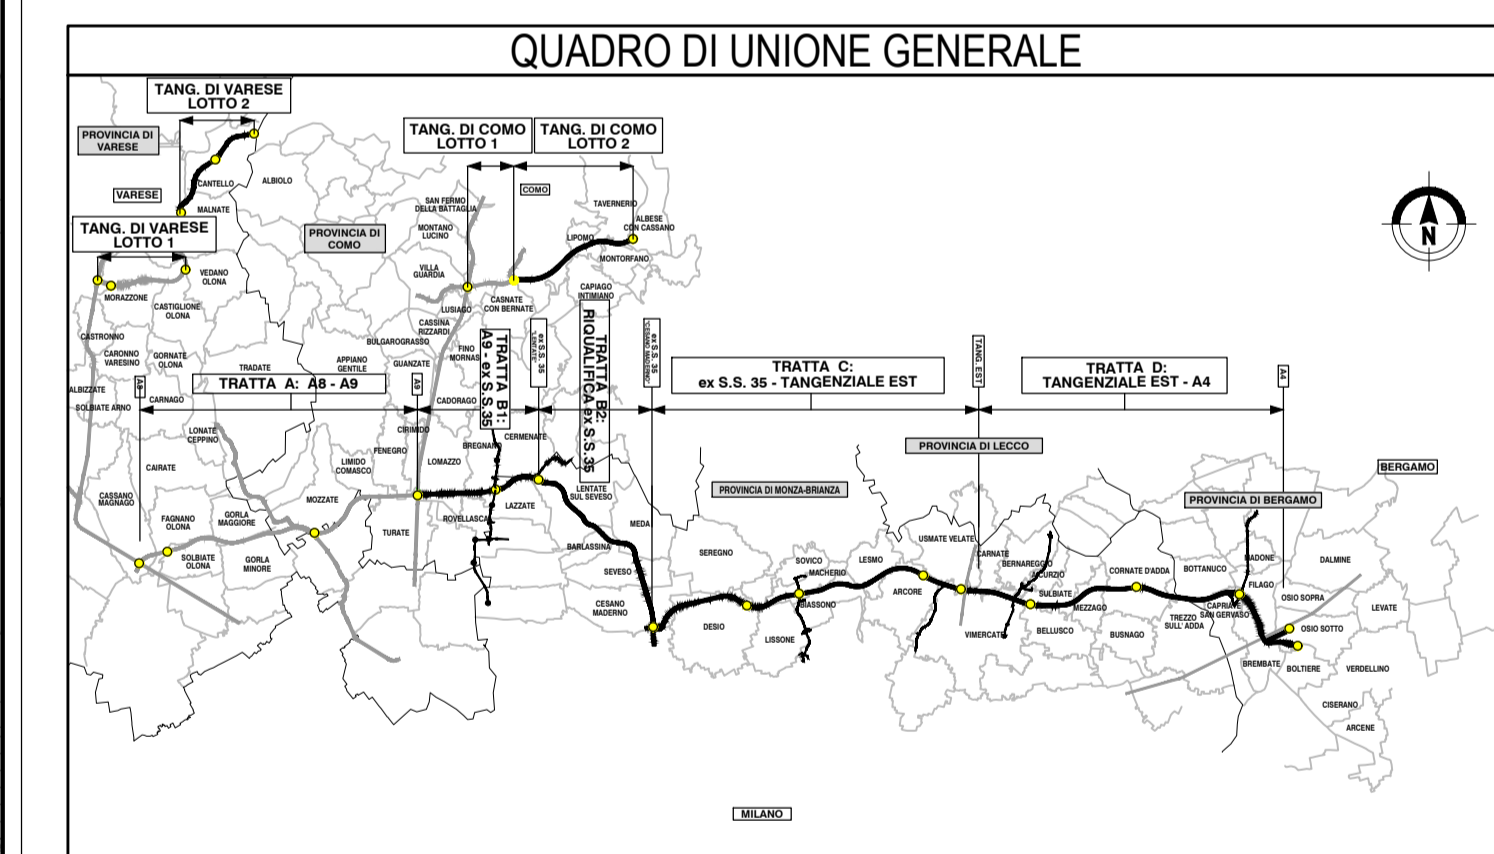 QUADRO DI UNIONE GENERALE
TANG. DI VARESE
LOTTO 2
TANG. DI COMO
LOTTO 1
TANG. DI COMO
LOTTO 2
PROVINCIA DI
VARESE
CANTELLO
ALBIOLO
VARESE
MALNATE
COMO
SAN FERMO
DELLA BATTAGLIA
TAVERNERIO
ALBESE
CON CASSANO
TANG. DI VARESE
LOTTO 1
PROVINCIA DI
COMO
MONTANO
LUCINO
LIPOMO
MONTORFANO
N
VEDANO
OLONA
VILLA
GUARDIA
MORAZZONE
CASTIGLIONE
OLONA
LUSIAGO
CASNATE
CON BERNATE
CAPIAGO
INTIMIANO
CASTRONNO
CASSINA
RIZZARDI
BULGAROGRASSO
CARONNO
VARESINO
GORNATE
OLONA
TRADATE
APPIANO
GENTILE
GUANZATE
FINO
MORNAS
TRATTA B1:
A9 - ex S.S.35
ex S.S. 35
"LENTATE"
TRATTA B2:
RIQUALIFICA ex S.S.35
ex S.S. 35
"CESANO MADERNO"
TRATTA C:
ex S.S. 35 - TANGENZIALE EST
TANG. EST
TRATTA D:
TANGENZIALE EST - A4
A4
ALBIZZATE
A8
TRATTA A: A8 - A9
A9
SOLBIATE ARNO
CARNAGO
CADORAGO
LONATE
CEPPINO
CIRIMIDO
BREGNANO
CERMENATE
FENEGRO
CAIRATE
LIMIDO
COMASCO
LOMAZZO
PROVINCIA DI LECCO
BERGAMO
CASSANO
MAGNAGO
MOZZATE
LENTATE
SUL SEVESO
PROVINCIA DI MONZA-BRIANZA
PROVINCIA DI BERGAMO
FAGNANO
OLONA
GORLA
MAGGIORE
ROVELLASCA
LAZZATE
MEDA
TURATE
SOLBIATE
OLONA
GORLA
MINORE
BARLASSINA
SEVESO
SEREGNO
SOVICO
MACHERIO
LESMO
USMATE VELATE
CARNATE
BERNAREGGIO
ACURZIO
CORNATE D'ADDA
BOTTANUCO
MADONE
DALMINE
FILAGO
CESANO
MADERNO
DESIO
BIASSONO
LISSONE
ARCORE
SULBIATE
MEZZAGO
CAPRIATE
SAN GERVASO
OSIO SOPRA
LEVATE
VIMERCATE
BELLUSCO
BUSNAGO
TREZZO
SULL' ADDA
OSIO SOTTO
BREMBATE
BOLTIERE
VERDELLINO
CISERANO
ARCENE
MILANO